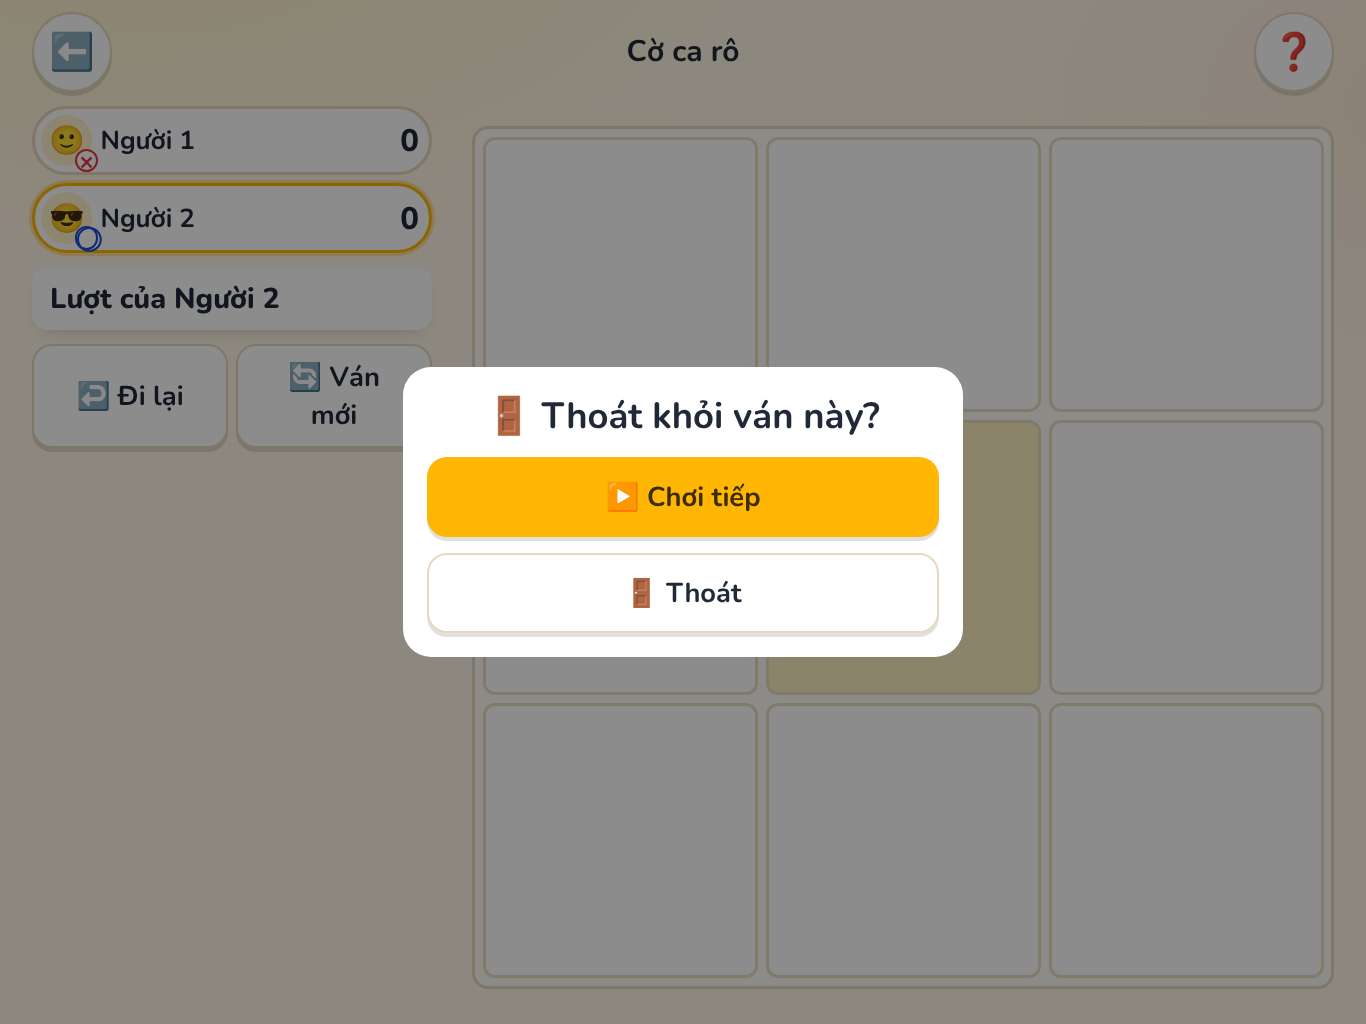 Cờ ca rô
Người 1
0
Người 2
0
Lượt của Người 2
Đi lại
Ván
mới
Thoát khỏi ván này?
Chơi tiếp
Thoát